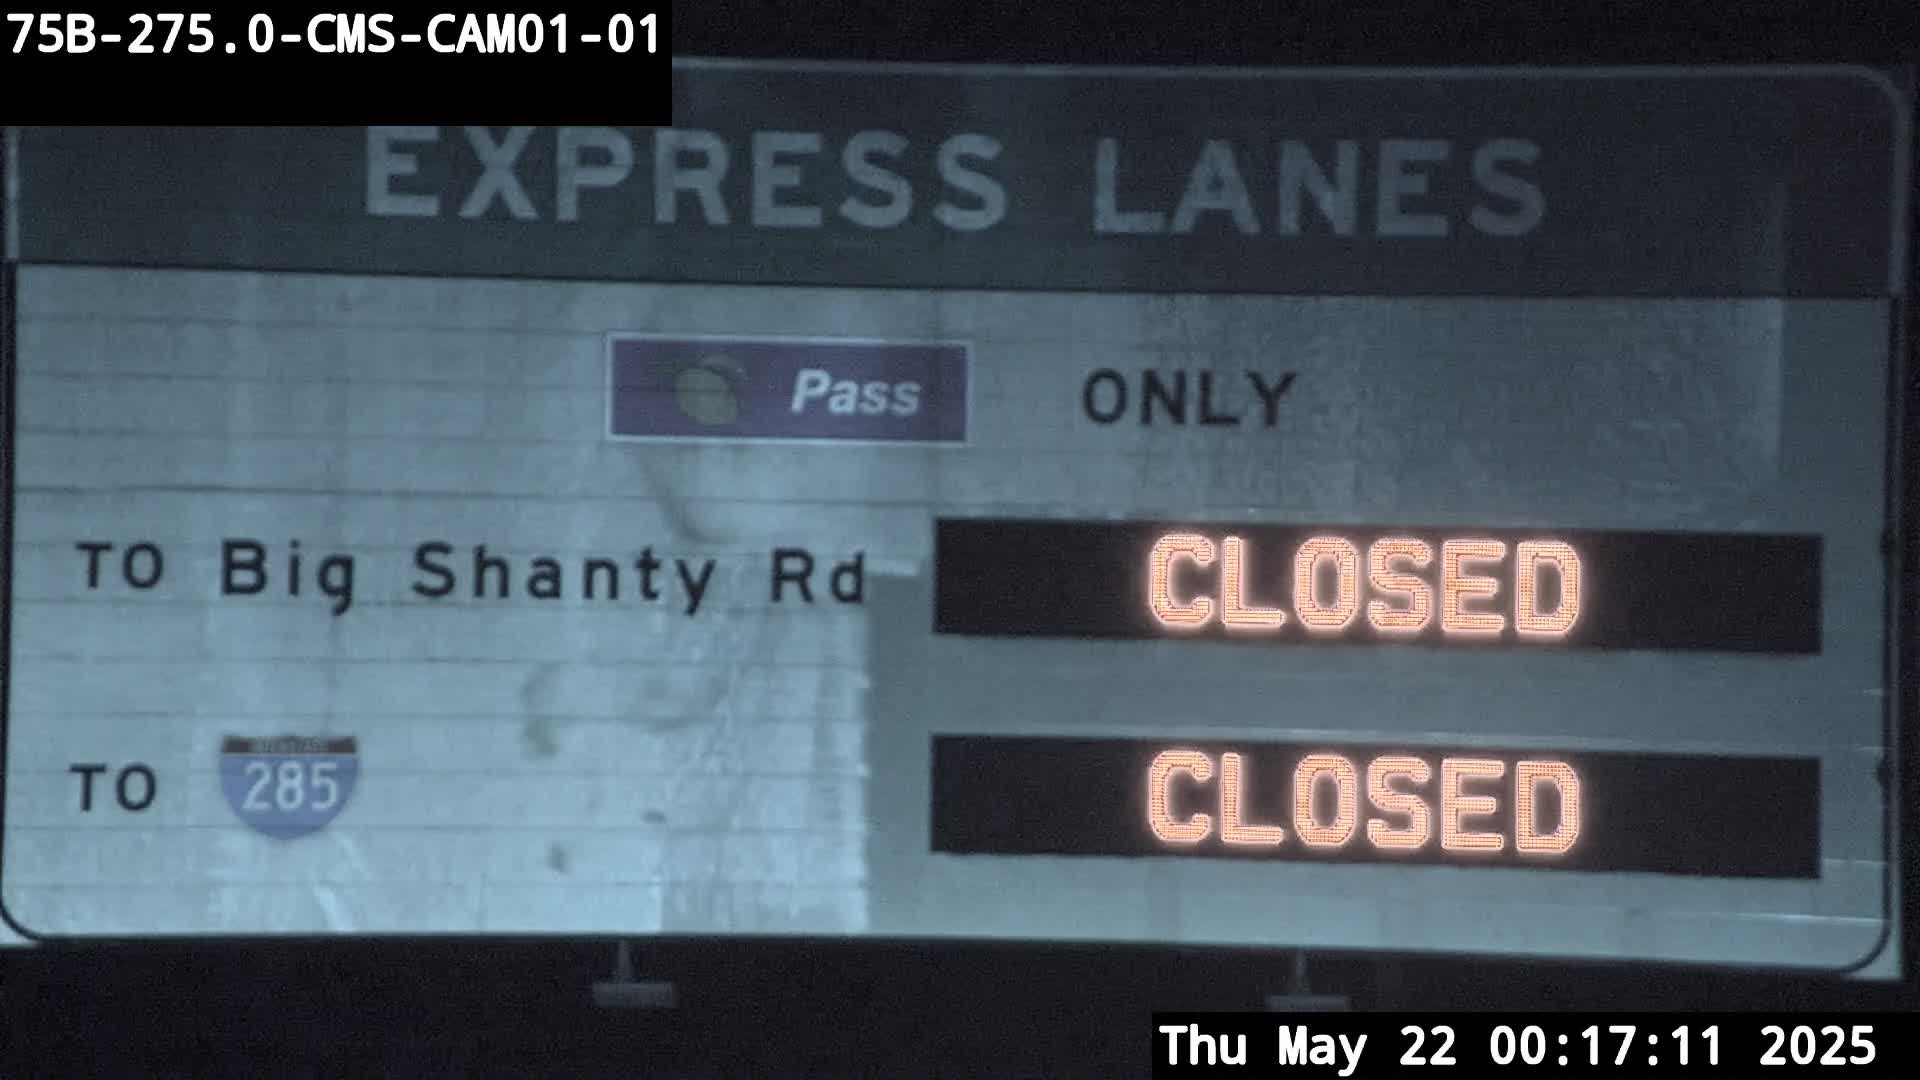 75B-275.0-CMS-CAM01-01
EXPRESS LANES
Pass ONLY
TO Big Shanty Rd CLOSED
TO INTERSTATE 285 CLOSED
Thu May 22 00:17:11 2025